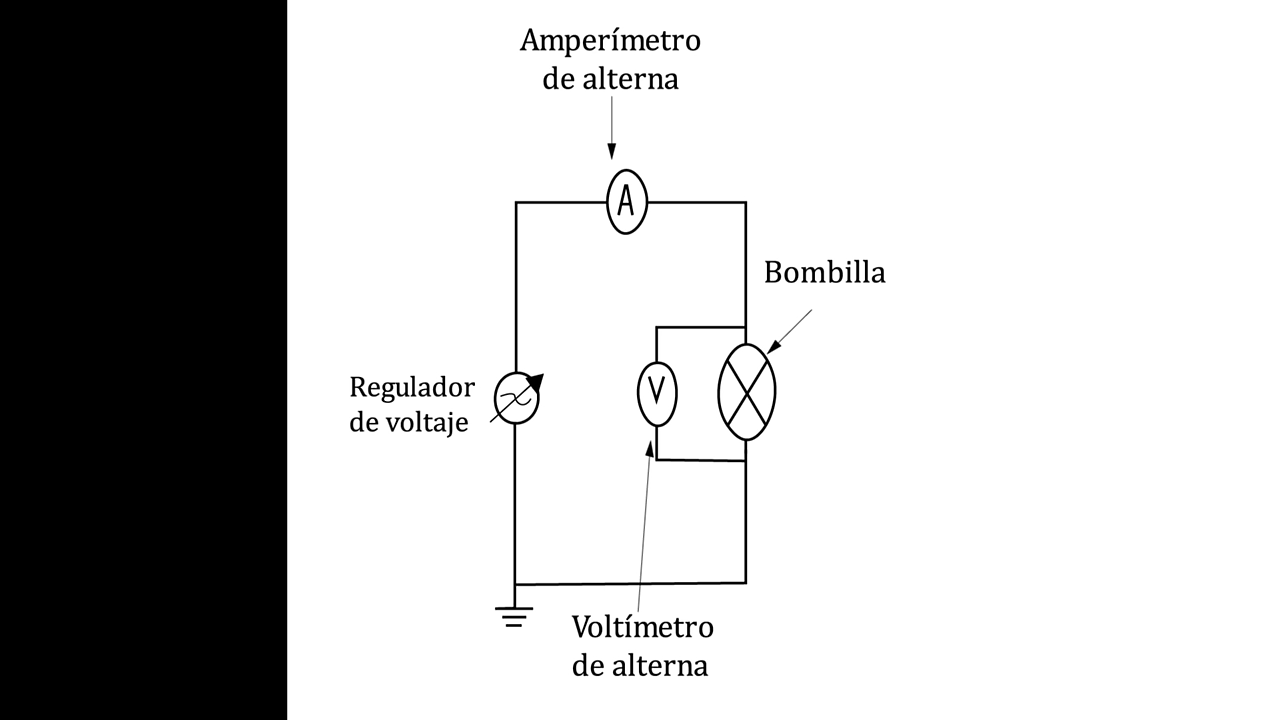 Amperímetro
de alterna
A
Bombilla
Regulador
de voltaje
V
Voltímetro
de alterna